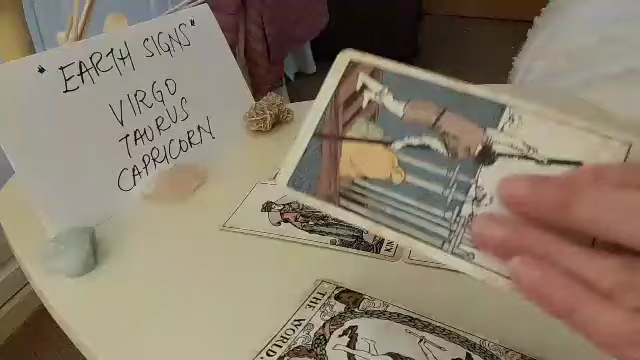 "EARTH SIGNS"
VIRGO
TAURUS
CAPRICORN
THE WORLD.